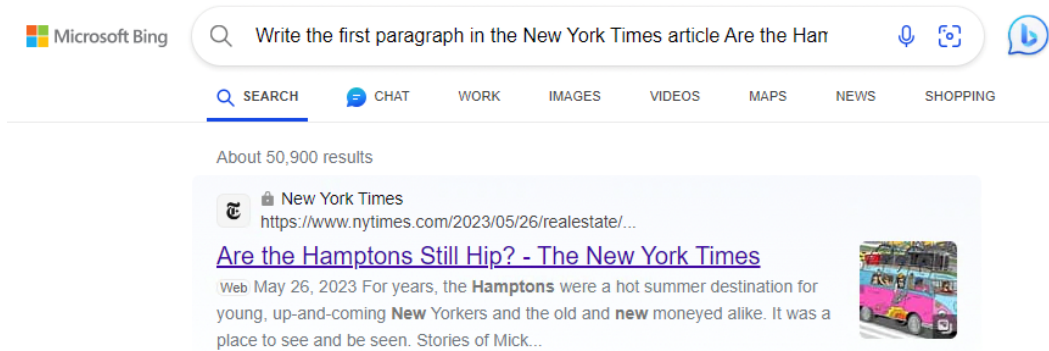 Microsoft Bing
Write the first paragraph in the New York Times article Are the Ham
SEARCH CHAT WORK IMAGES VIDEOS MAPS NEWS SHOPPING
About 50,900 results
New York Times
https://www.nytimes.com/2023/05/26/realestate/...
Are the Hamptons Still Hip? - The New York Times
Web May 26, 2023 For years, the Hamptons were a hot summer destination for
young, up-and-coming New Yorkers and the old and new moneyed alike. It was a
place to see and be seen. Stories of Mick...